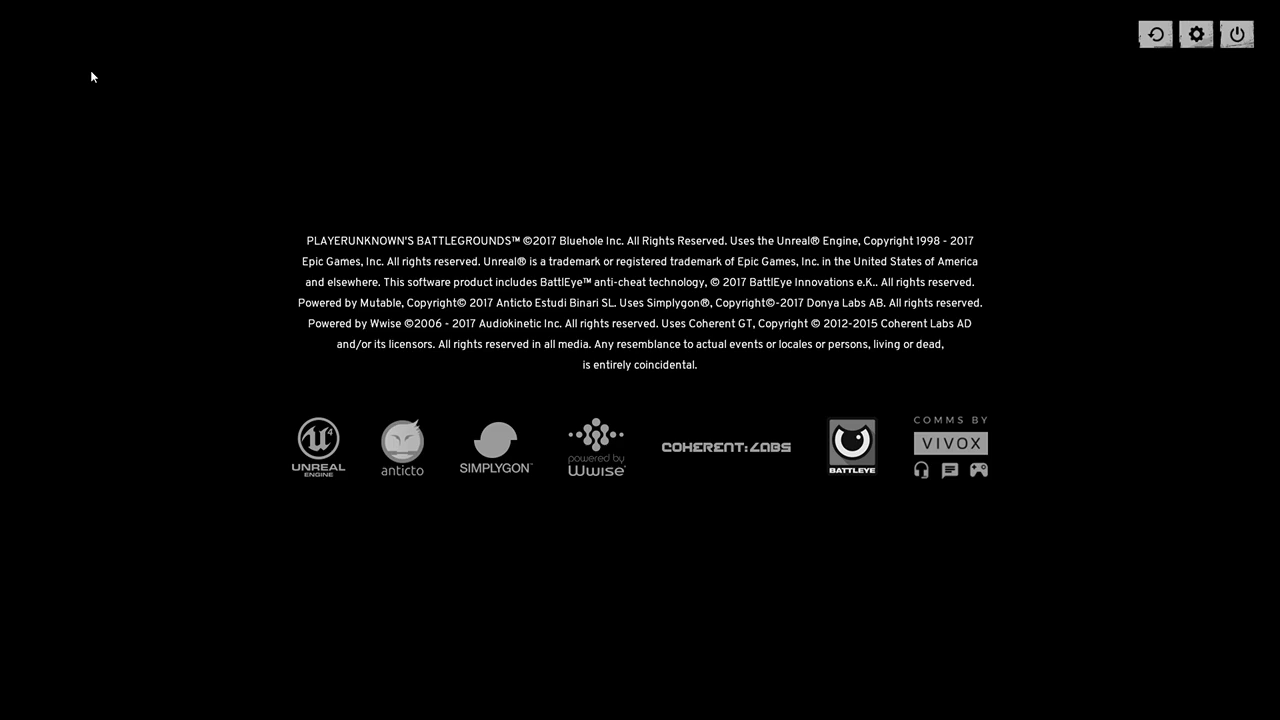 PLAYERUNKNOWN'S BATTLEGROUNDS™ ©2017 Bluehole Inc. All Rights Reserved. Uses the Unreal® Engine, Copyright 1998 - 2017
Epic Games, Inc. All rights reserved. Unreal® is a trademark or registered trademark of Epic Games, Inc. in the United States of America
and elsewhere. This software product includes BattlEye™ anti-cheat technology, © 2017 BattlEye Innovations e.K.. All rights reserved.
Powered by Mutable, Copyright© 2017 Anticto Estudi Binari SL. Uses Simplygon®, Copyright©-2017 Donya Labs AB. All rights reserved.
Powered by Wwise ©2006 - 2017 Audiokinetic Inc. All rights reserved. Uses Coherent GT, Copyright © 2012-2015 Coherent Labs AD
and/or its licensors. All rights reserved in all media. Any resemblance to actual events or locales or persons, living or dead,
is entirely coincidental.
4
UNREAL
ENGINE
anticto
SIMPLYGON™
powered by
Wwise®
COHERENT:LABS
BATTLEYE
COMMS BY
VIVOX